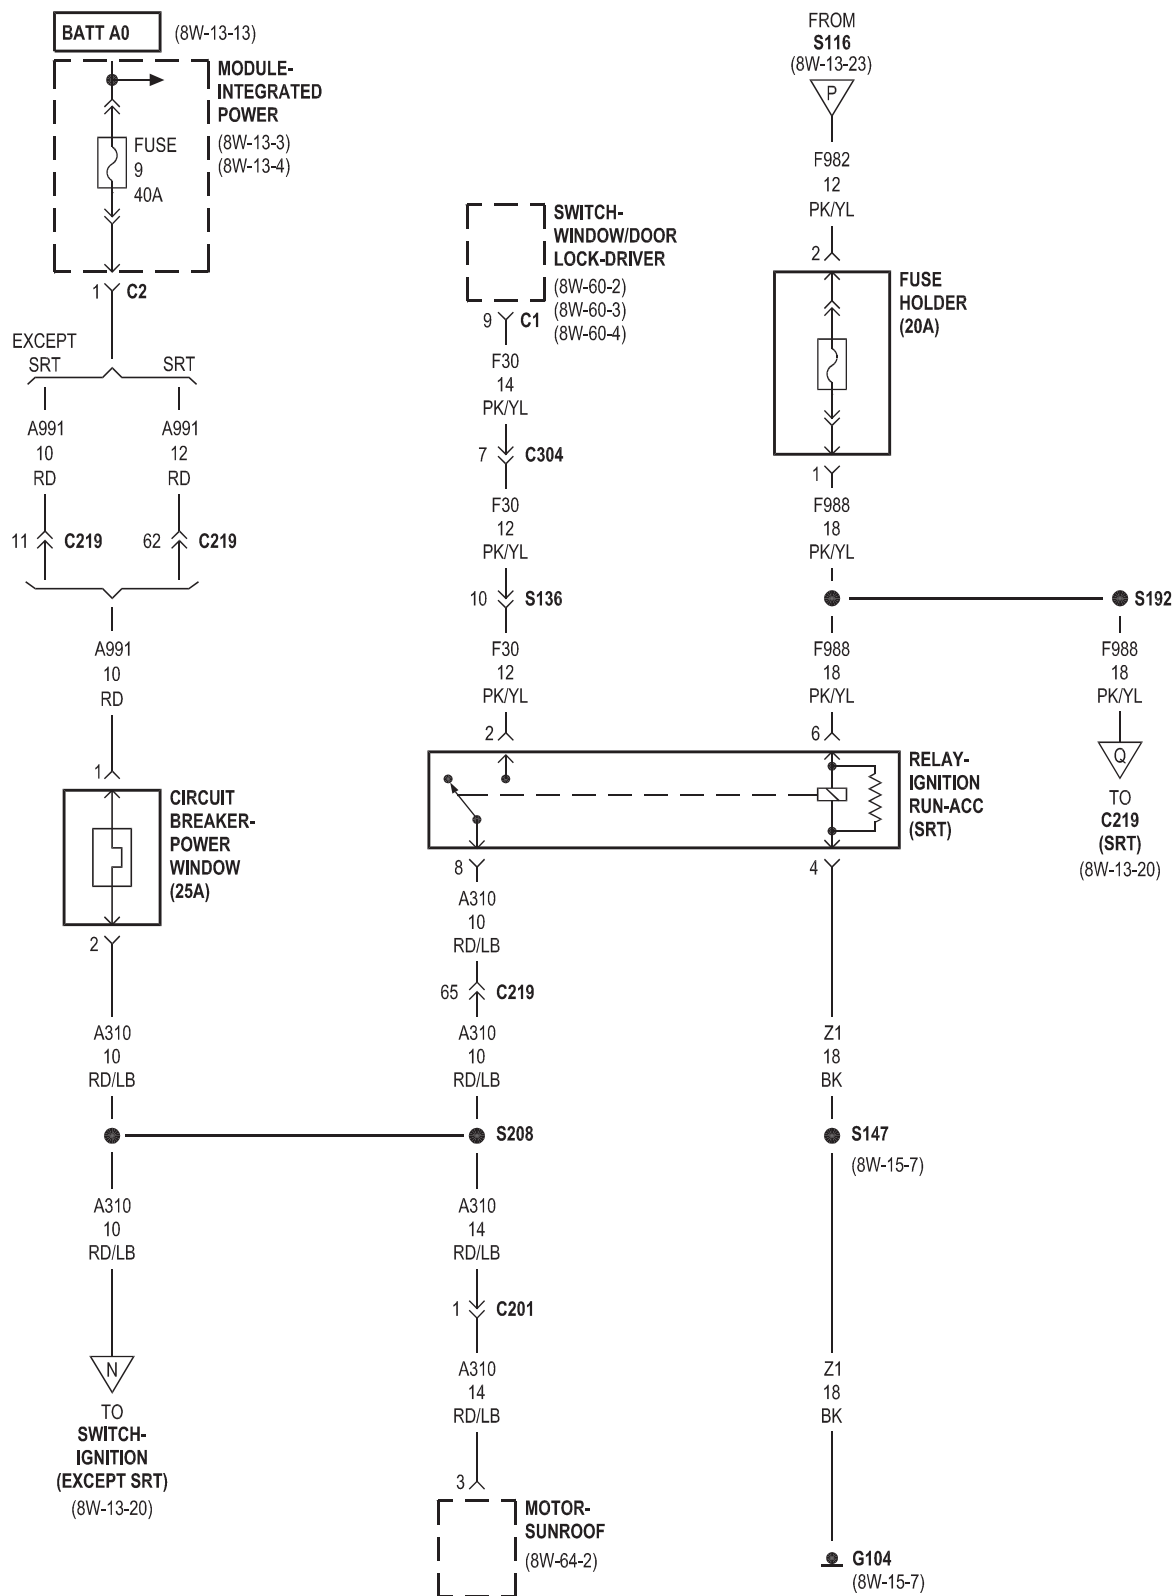 BATT A0
(8W-13-13)
MODULE-
INTEGRATED
POWER
(8W-13-3)
(8W-13-4)
FUSE
9
40A
1
C2
EXCEPT
SRT
SRT
A991
10
RD
A991
12
RD
11
C219
62
C219
A991
10
RD
1
CIRCUIT
BREAKER-
POWER
WINDOW
(25A)
2
A310
10
RD/LB
A310
10
RD/LB
N
TO
SWITCH-
IGNITION
(EXCEPT SRT)
(8W-13-20)
SWITCH-
WINDOW/DOOR
LOCK-DRIVER
(8W-60-2)
(8W-60-3)
(8W-60-4)
9
C1
F30
14
PK/YL
7
C304
F30
12
PK/YL
10
S136
F30
12
PK/YL
2
8
A310
10
RD/LB
65
C219
A310
10
RD/LB
S208
A310
14
RD/LB
1
C201
A310
14
RD/LB
3
MOTOR-
SUNROOF
(8W-64-2)
FROM
S116
(8W-13-23)
P
F982
12
PK/YL
2
FUSE
HOLDER
(20A)
1
F988
18
PK/YL
S192
F988
18
PK/YL
6
F988
18
PK/YL
Q
TO
C219
(SRT)
(8W-13-20)
RELAY-
IGNITION
RUN-ACC
(SRT)
4
Z1
18
BK
S147
(8W-15-7)
Z1
18
BK
G104
(8W-15-7)